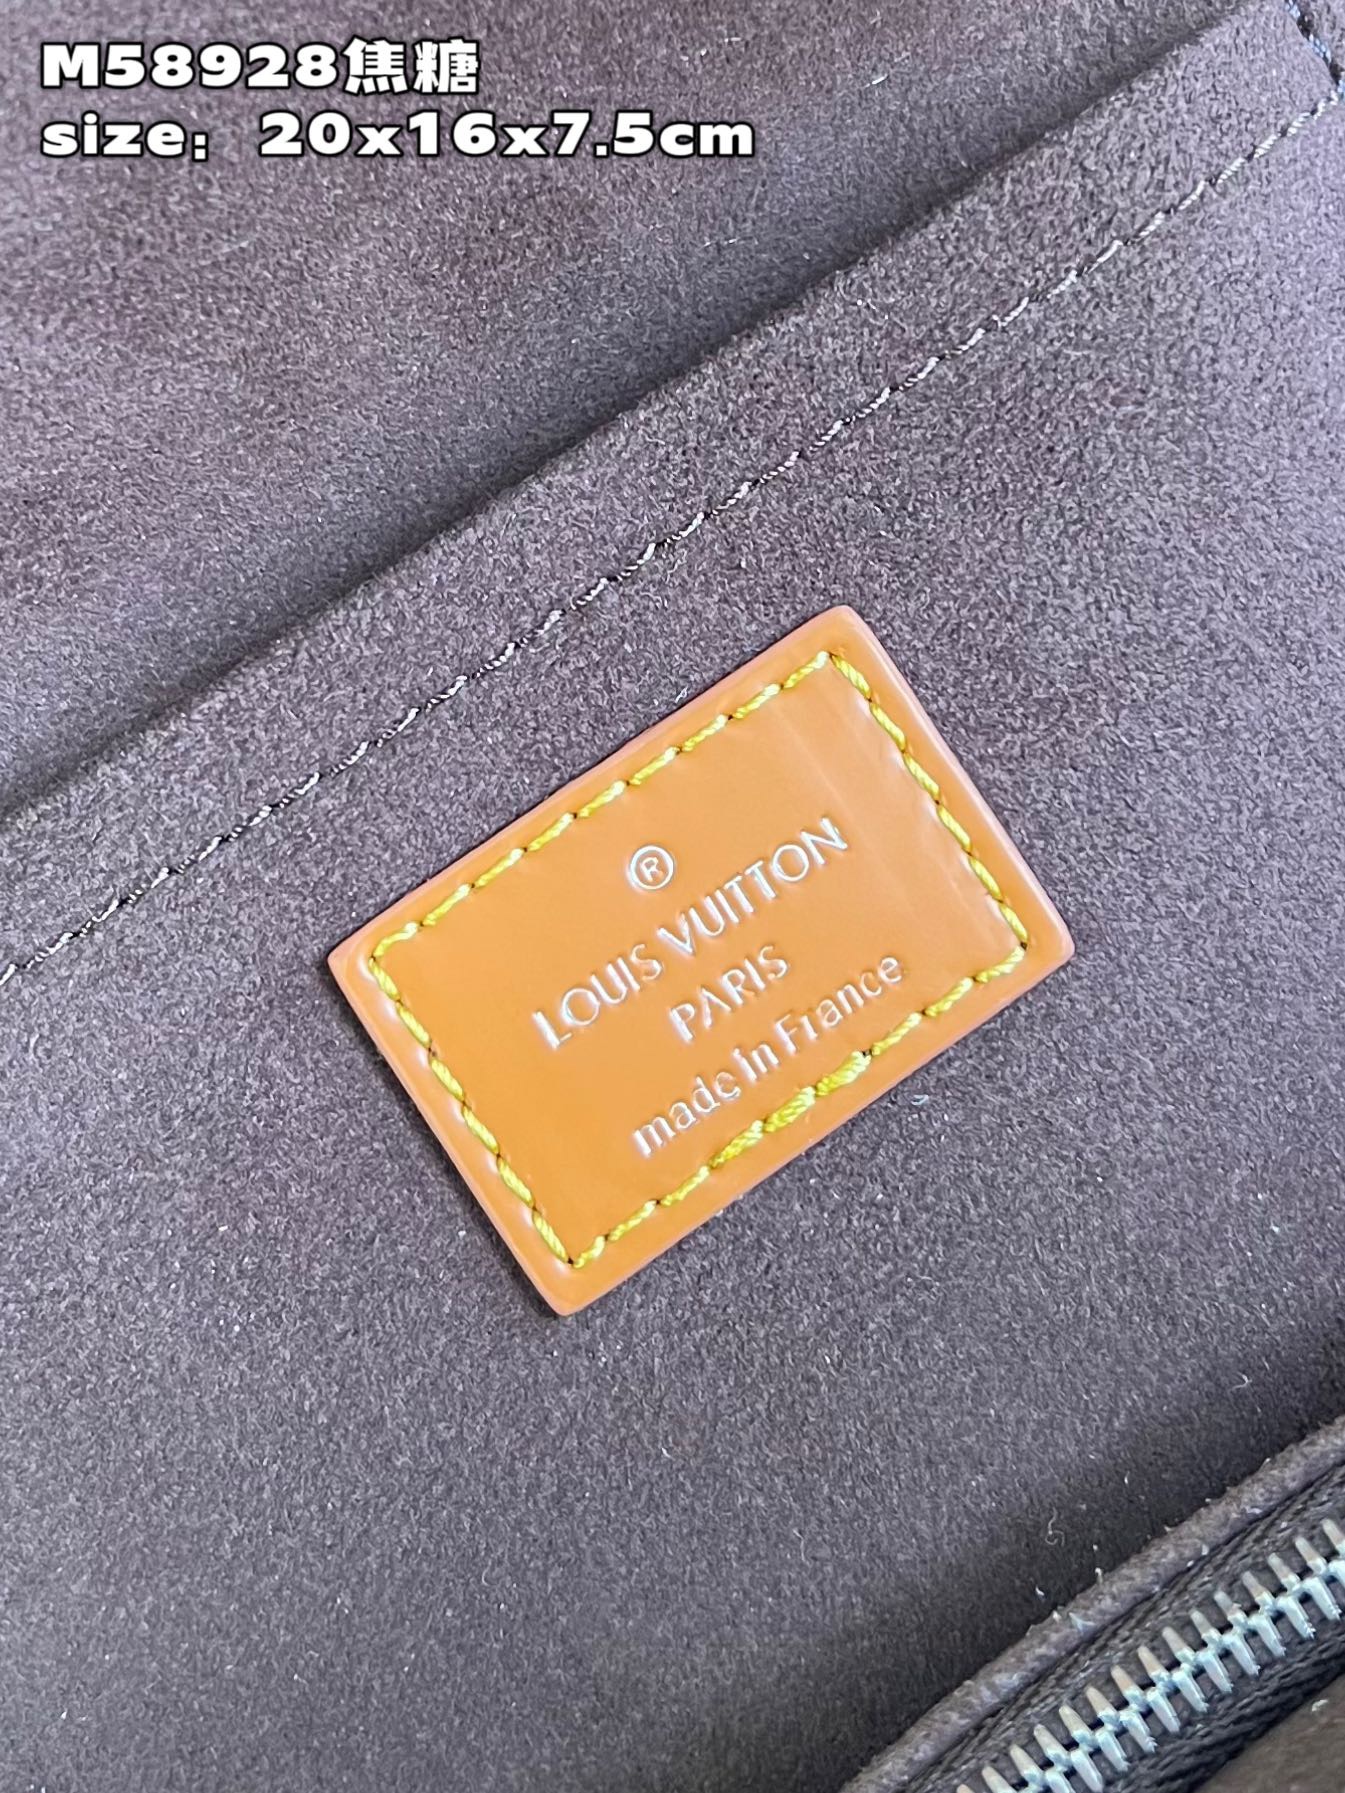 M58928焦糖
size：20x16x7.5cm
®
LOUIS VUITTON
PARIS
made in France